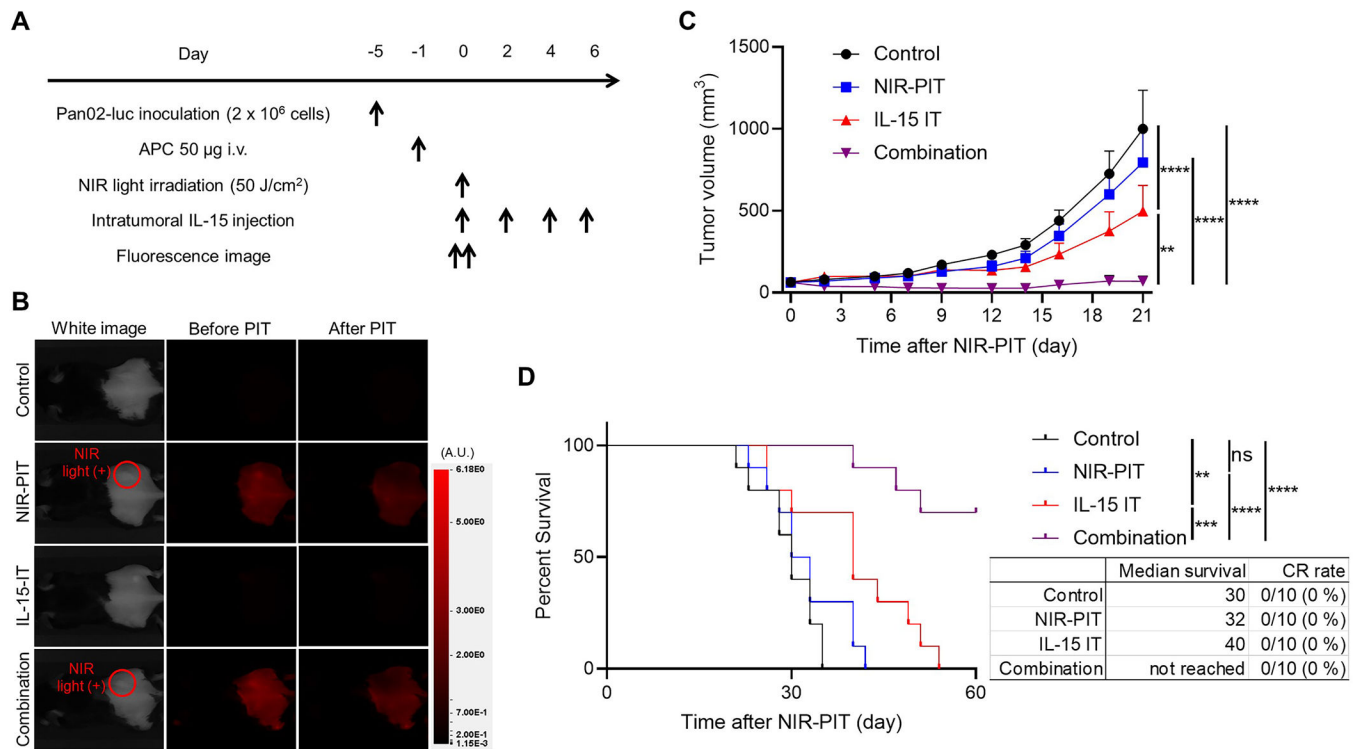 A
Day -5 -1 0 2 4 6
Pan02-luc inoculation (2 x 10⁶ cells)
APC 50 µg i.v.
NIR light irradiation (50 J/cm²)
Intratumoral IL-15 injection
Fluorescence image
B
White image Before PIT After PIT
Control
NIR-PIT
NIR
light (+)
IL-15-IT
Combination
NIR
light (+)
(A.U.)
6.18E0
5.00E0
3.00E0
2.00E0
7.00E-1
2.00E-1
1.15E-3
C
Tumor volume (mm³)
1500
1000
500
0
0 3 6 9 12 15 18 21
Time after NIR-PIT (day)
Control
NIR-PIT
IL-15 IT
Combination
****
**
****
****
D
Percent Survival
100
50
0
0 30 60
Time after NIR-PIT (day)
Control
NIR-PIT
IL-15 IT
Combination
**
***
ns
****
****
Median survival CR rate
Control 30 0/10 (0 %)
NIR-PIT 32 0/10 (0 %)
IL-15 IT 40 0/10 (0 %)
Combination not reached 0/10 (0 %)